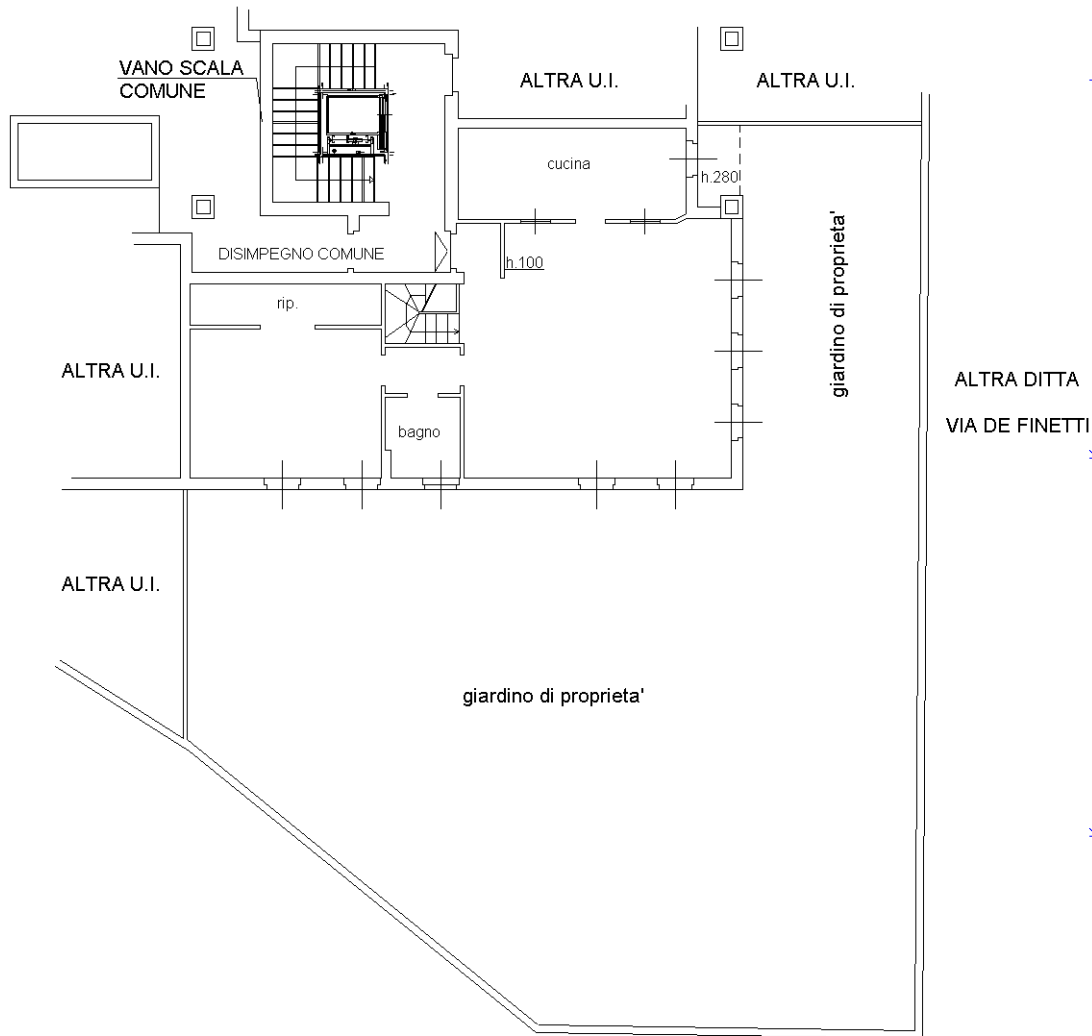 VANO SCALA
COMUNE
ALTRA U.I.
ALTRA U.I.
cucina
h.280
DISIMPEGNO COMUNE
h.100
rip.
giardino di proprieta'
ALTRA U.I.
ALTRA DITTA
VIA DE FINETTI
bagno
ALTRA U.I.
giardino di proprieta'